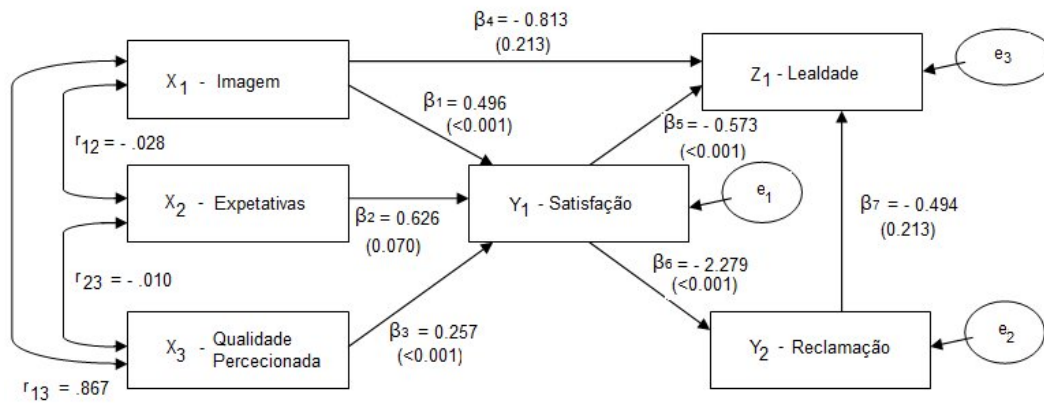 β4 = - 0.813
(0.213)
X1 - Imagem
Z1 - Lealdade
e3
β1 = 0.496
(<0.001)
β5 = - 0.573
(<0.001)
r12 = - .028
X2 - Expetativas
β2 = 0.626
(0.070)
Y1 - Satisfação
e1
β7 = - 0.494
(0.213)
r23 = - .010
β6 = - 2.279
(<0.001)
X3 - Qualidade
Percecionada
β3 = 0.257
(<0.001)
Y2 - Reclamação
e2
r13 = .867